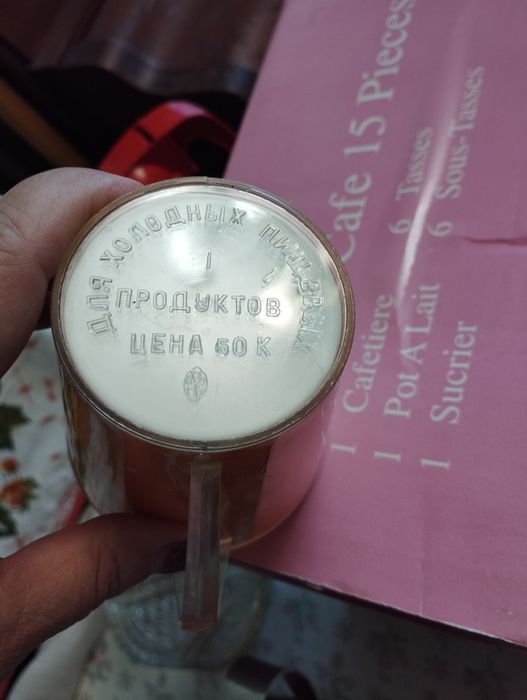 ДЛЯ ХОЛОДНЫХ ПИЩЕВЫХ
1
ПРОДУКТОВ
ЦЕНА 50 К
Cafe 15 Pieces
1 Cafetiere 6 Tasses
1 Pot A Lait 6 Sous-Tasses
1 Sucrier